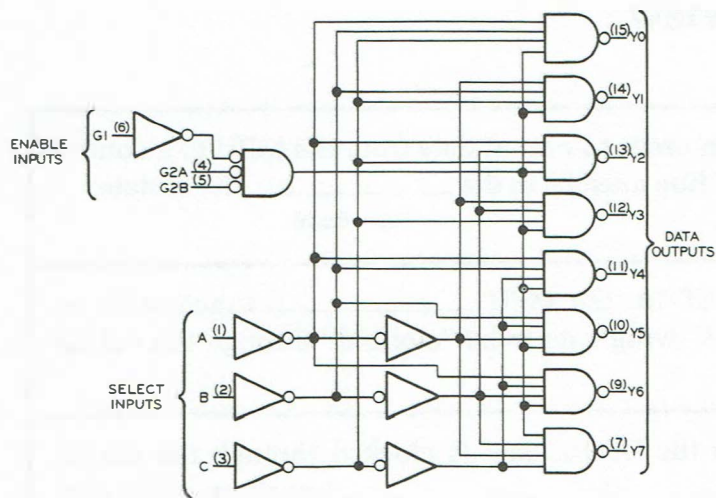 (15) Y0
(14) Y1
G1 (6)
ENABLE
INPUTS
G2A (4)
G2B (5)
(13) Y2
(12) Y3
DATA
OUTPUTS
(11) Y4
A (1)
(10) Y5
SELECT
INPUTS
B (2)
(9) Y6
C (3)
(7) Y7